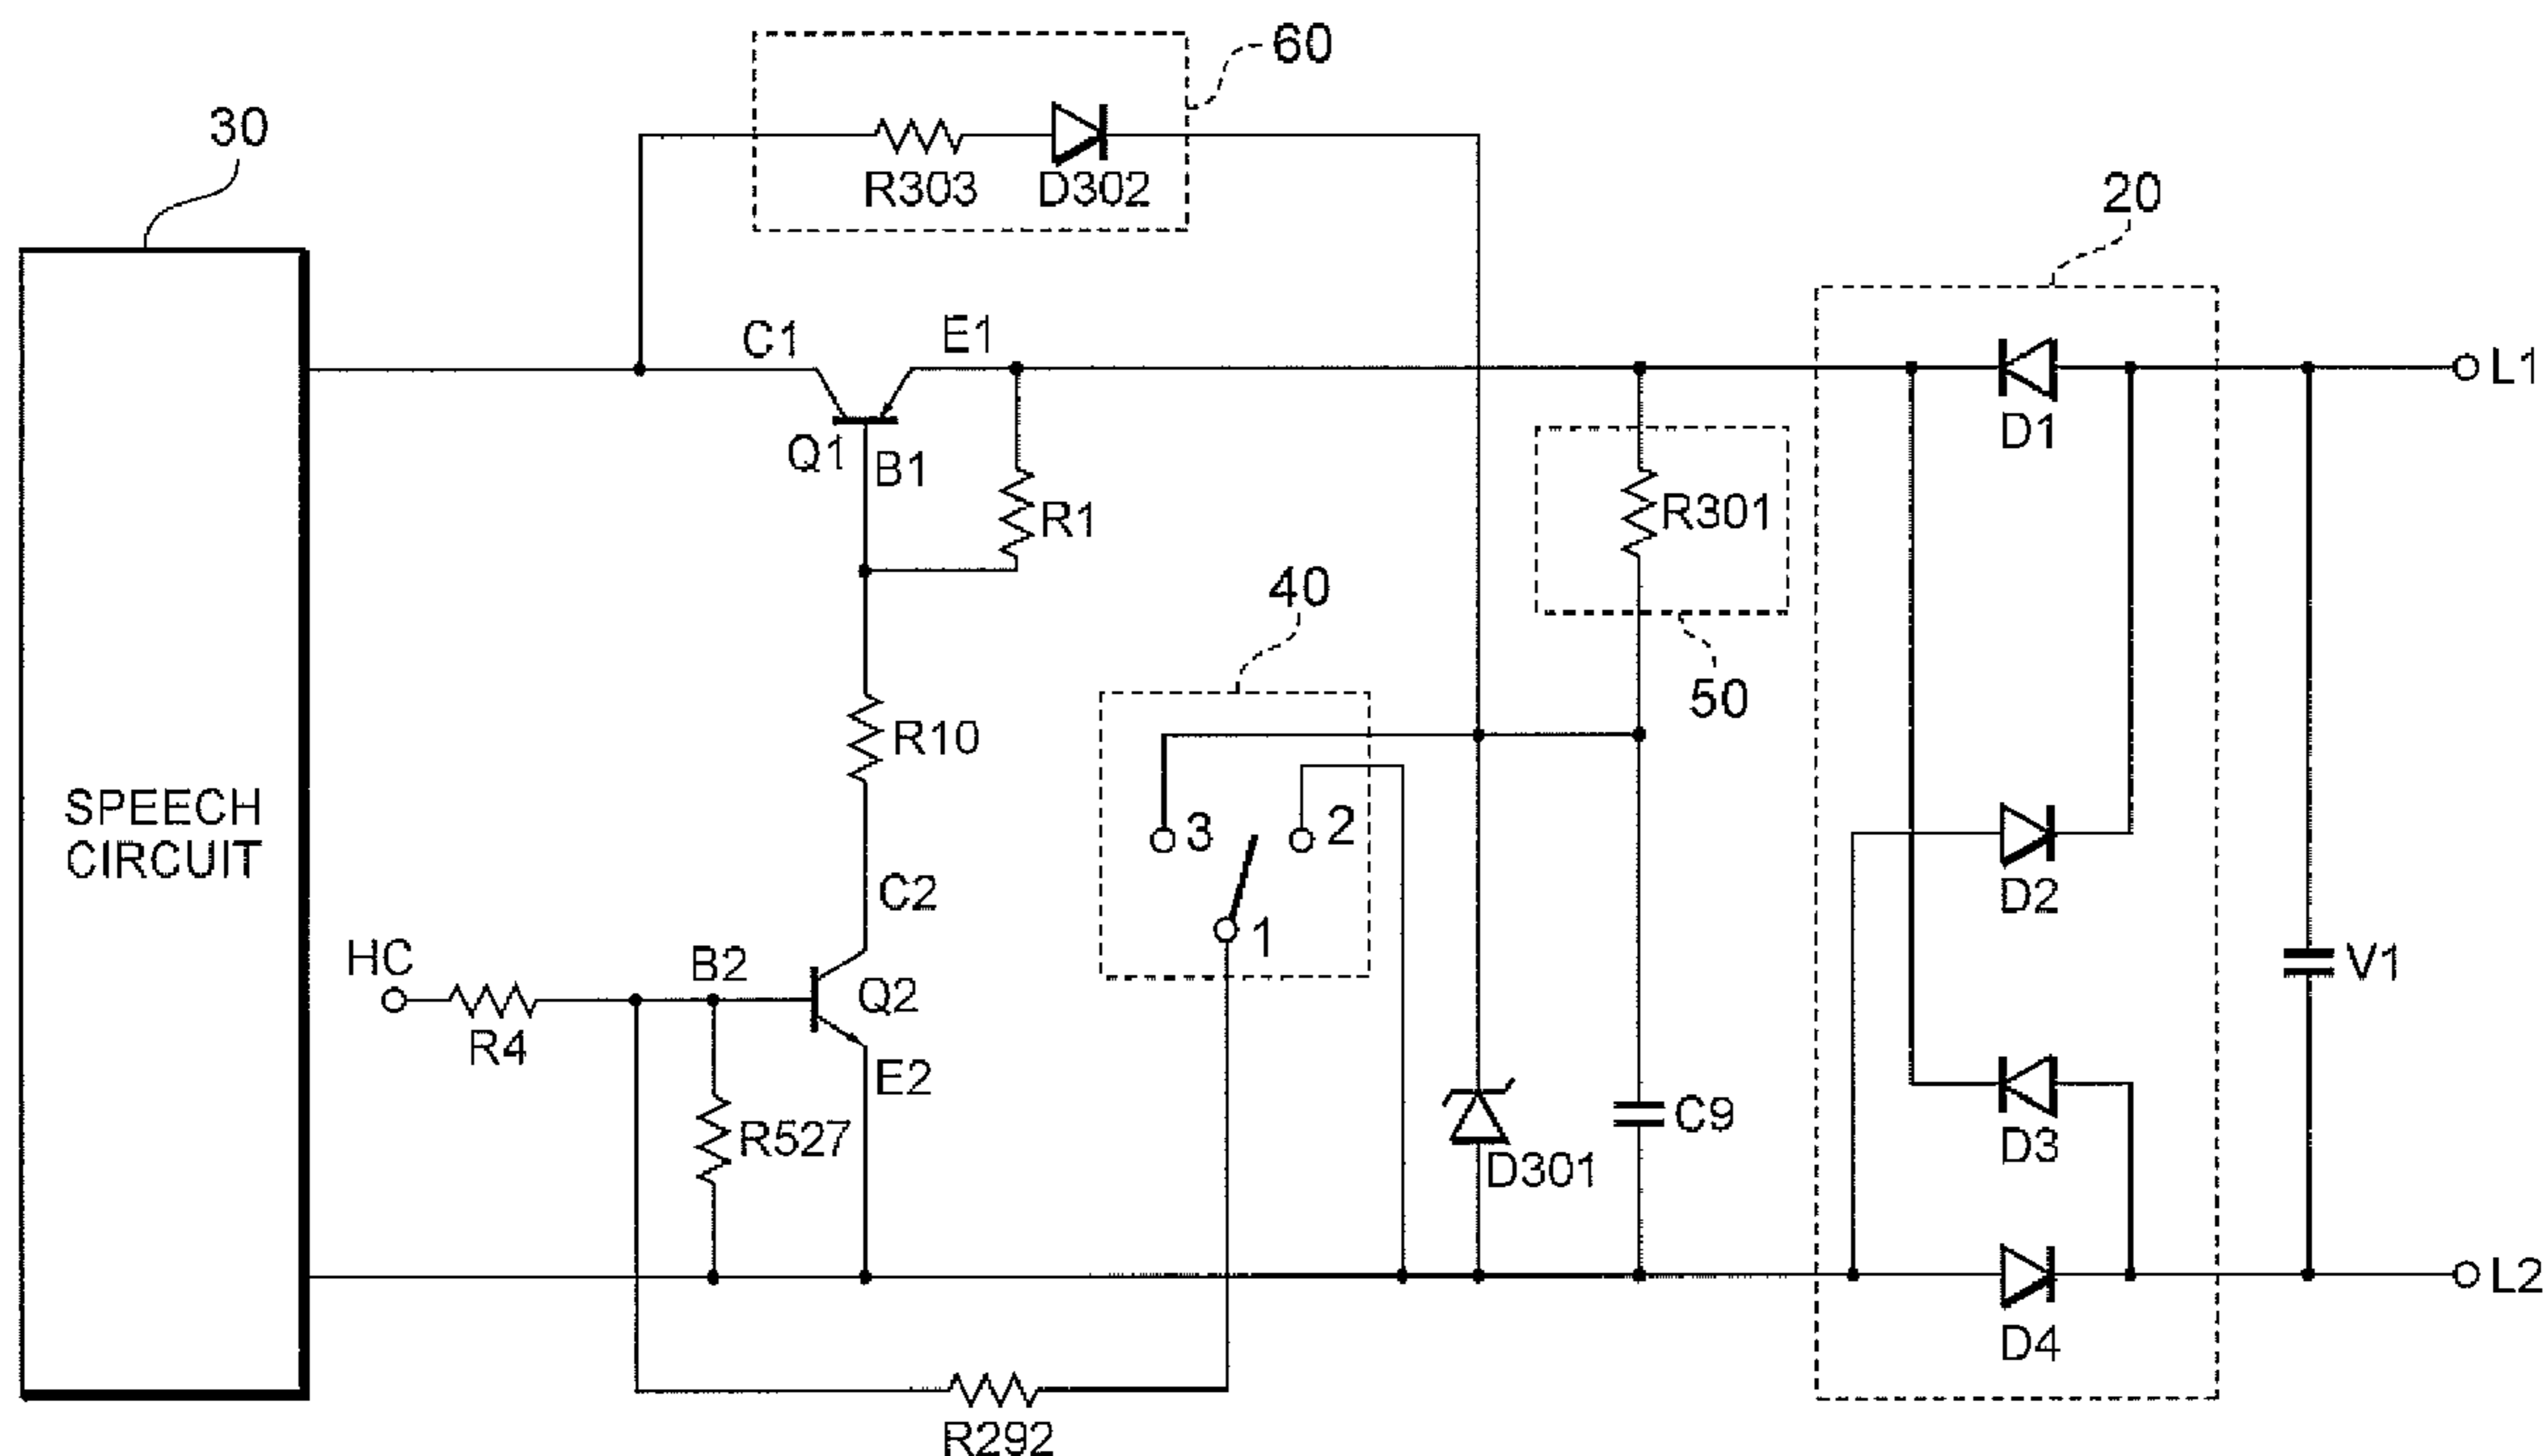 60
30
R303
D302
20
C1
E1
L1
D1
Q1
B1
R1
R301
40
50
R10
3
2
SPEECH
CIRCUIT
C2
D2
1
HC
B2
V1
Q2
R4
E2
C9
R527
D3
D301
L2
D4
R292